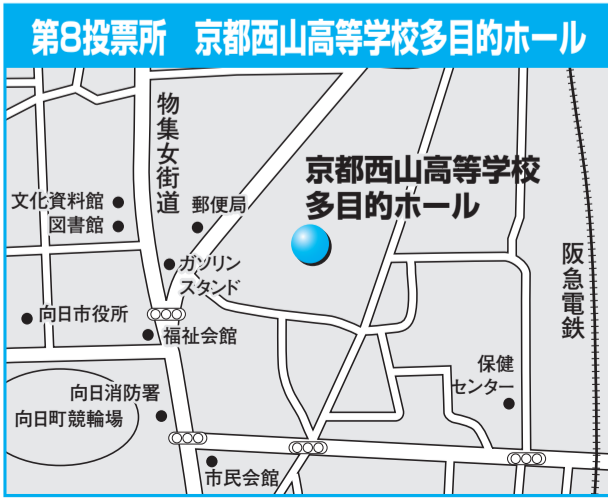 第8投票所　京都西山高等学校多目的ホール
物集女街道
京都西山高等学校
多目的ホール
文化資料館
図書館
郵便局
ガソリン
スタンド
阪急電鉄
向日市役所
福祉会館
保健
センター
向日消防署
向日町競輪場
市民会館